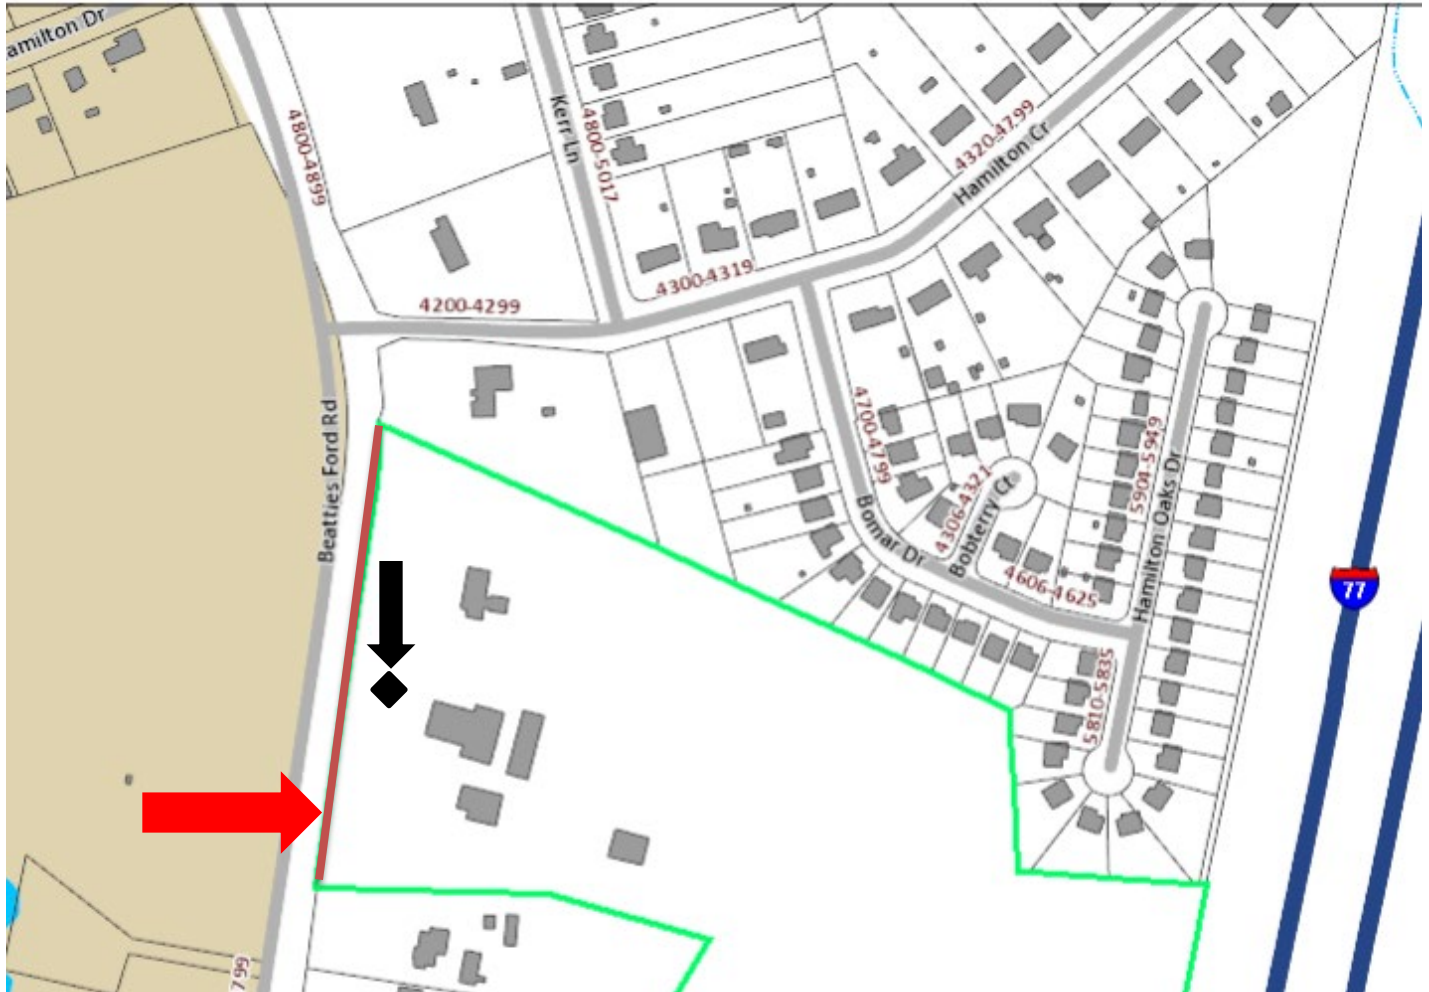 amilton Dr
4800-4899
Kerr Ln
4800-5017
4320-4799
Hamilton Cr
4300-4319
4200-4299
Beatties Ford Rd
4700-4799
Bomar Dr
4306-4321
Bobterry Ct
4606-4625
5904-5949
Hamilton Oaks Dr
77
5810-5835
799